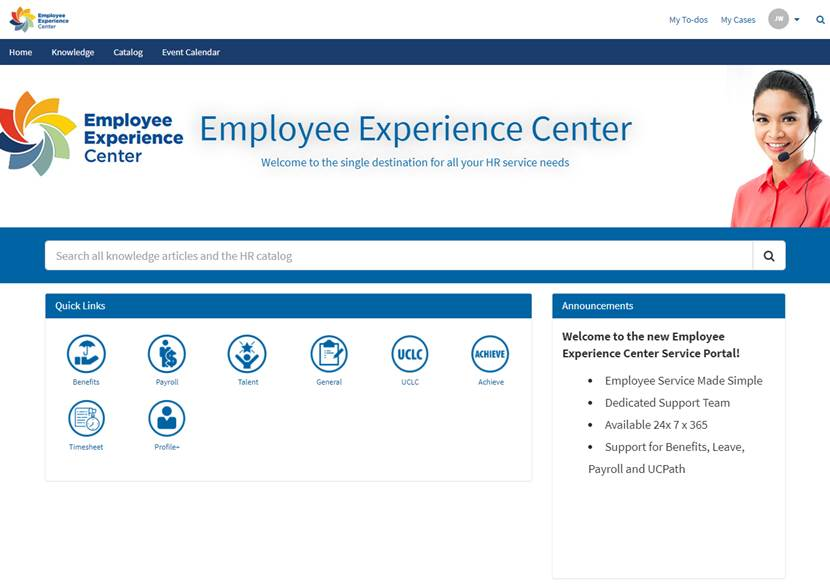 Employee
Experience
Center
My To-dos
My Cases
JW
Home
Knowledge
Catalog
Event Calendar
Employee
Experience
Center
Employee Experience Center
Welcome to the single destination for all your HR service needs
Search all knowledge articles and the HR catalog
Quick Links
Benefits
Payroll
Talent
General
UCLC
UCLC
ACHIEVE
Achieve
Timesheet
Profile+
Announcements
Welcome to the new Employee
Experience Center Service Portal!
• Employee Service Made Simple
• Dedicated Support Team
• Available 24x 7 x 365
• Support for Benefits, Leave,
Payroll and UCPath